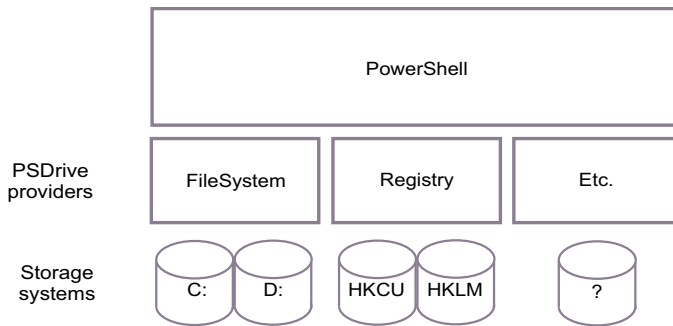 PowerShell
PSDrive
providers
FileSystem
Registry
Etc.
Storage
systems
C:
D:
HKCU
HKLM
?